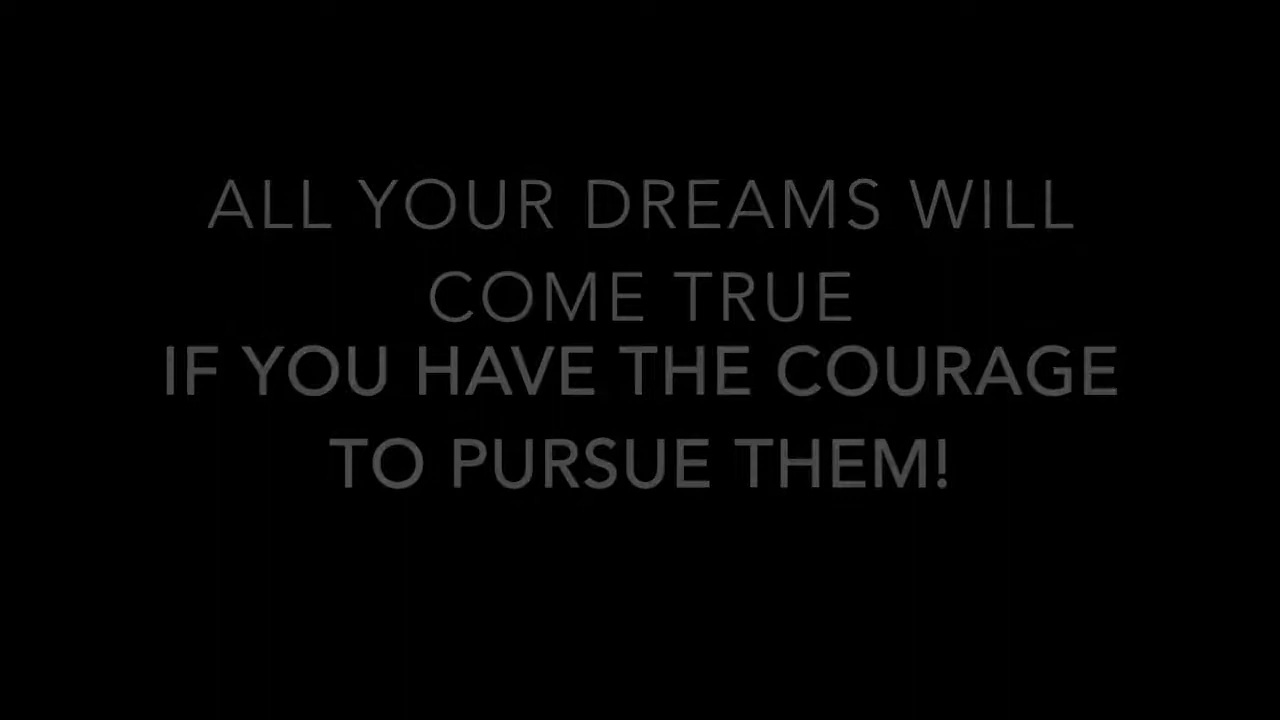 ALL YOUR DREAMS WILL
COME TRUE
IF YOU HAVE THE COURAGE
TO PURSUE THEM!